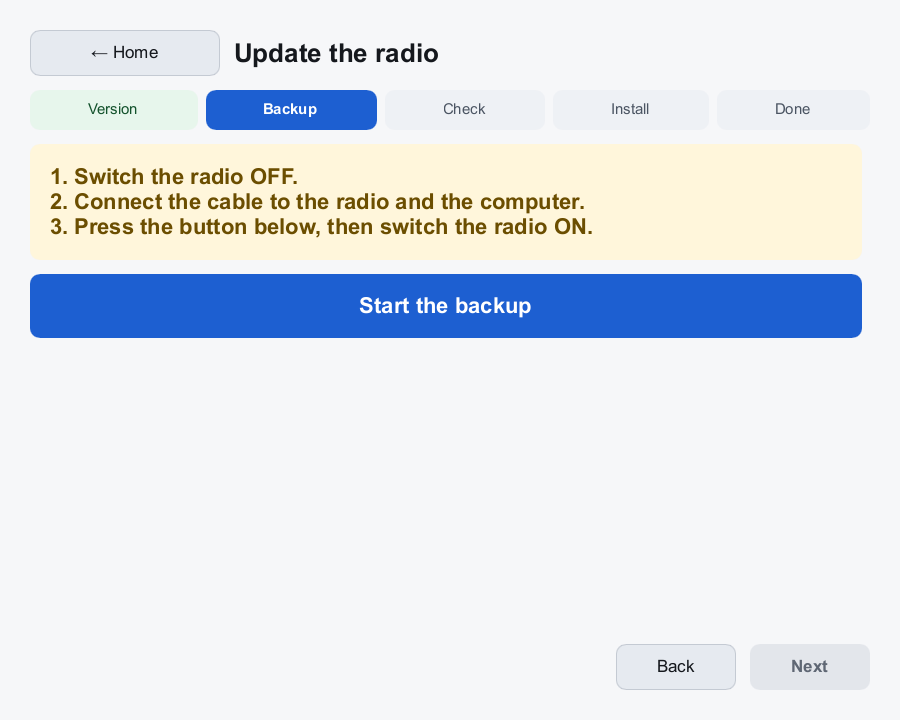 ← Home
Update the radio
Version
Backup
Check
Install
Done
1. Switch the radio OFF.
2. Connect the cable to the radio and the computer.
3. Press the button below, then switch the radio ON.
Start the backup
Back
Next